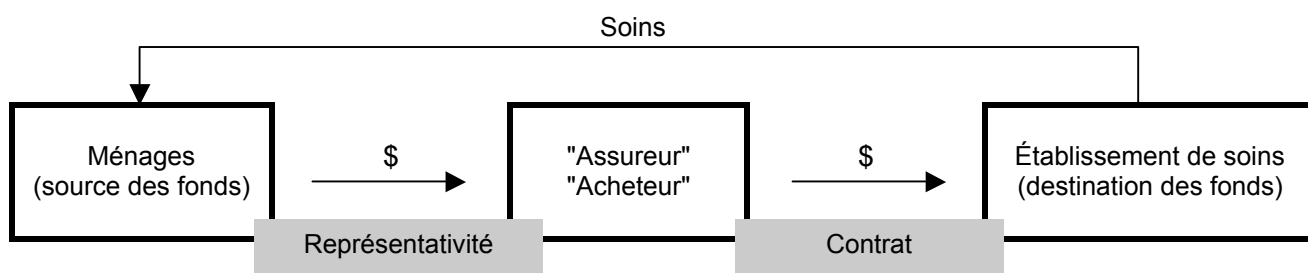 Soins
Ménages
(source des fonds)
$
"Assureur"
"Acheteur"
$
Établissement de soins
(destination des fonds)
Représentativité
Contrat